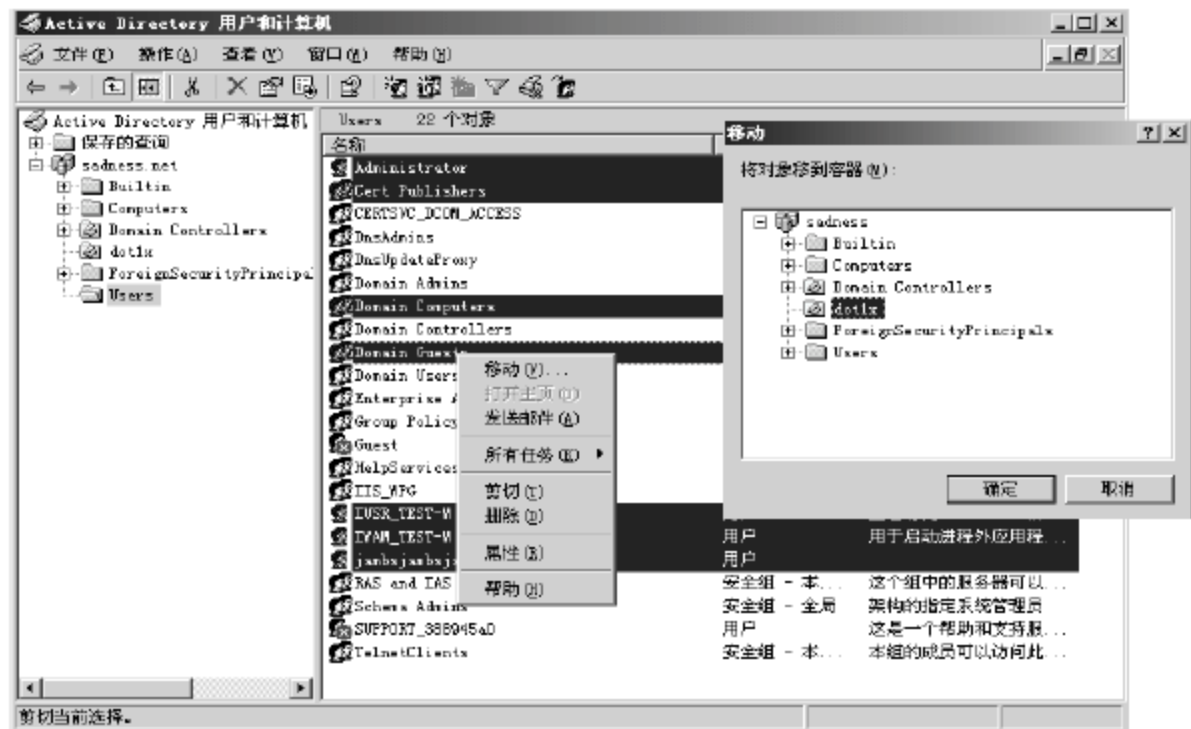 Active Directory 用户和计算机
文件(F) 操作(A) 查看(V) 窗口(W) 帮助(H)
Active Directory 用户和计算机
保存的查询
sadness.net
Builtin
Computers
Domain Controllers
dot1x
ForeignSecurityPrincipal
Users
Users 22 个对象
名称
Administrator
Cert Publishers
CERTSVC_DCOM_ACCESS
DnsAdmins
DnsUpdateProxy
Domain Admins
Domain Computers
Domain Controllers
Domain Guests
Domain Users
Enterprise A
Group Policy
Guest
HelpServices
IIS_WPG
IUSR_TEST-W
IWAM_TEST-W 用户 用于启动进程外应用程...
用户
RAS and IAS 安全组 - 本... 这个组中的服务器可以...
Schema Admins 安全组 - 全局 架构的指定系统管理员
SUPPORT_388945a0 用户 这是一个帮助和支持服...
TelnetClients 安全组 - 本... 本组的成员可以访问此...
移动(V)...
打开主页(O)
发送邮件(A)
所有任务(K)
剪切(T)
删除(D)
属性(R)
帮助(H)
移动
将对象移到容器(M):
sadness
Builtin
Computers
Domain Controllers
dot1x
ForeignSecurityPrincipals
Users
确定 取消
剪切当前选择。